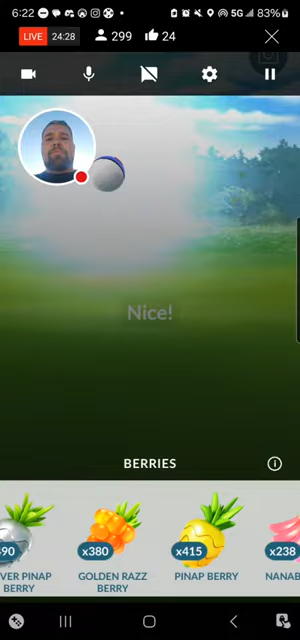 6:22
5G 83%
LIVE 24:28 299 24
Nice!
BERRIES
x380
x415
x238
VER PINAP
BERRY
GOLDEN RAZZ
BERRY
PINAP BERRY
NANAB